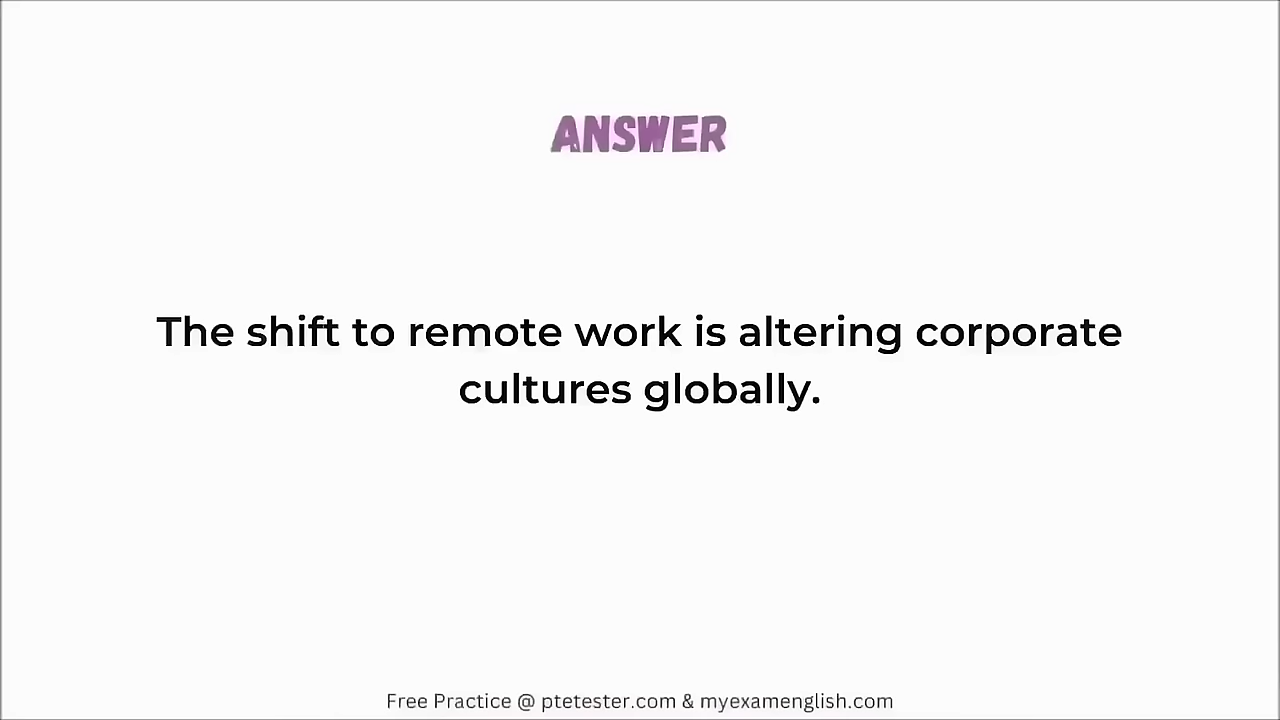 ANSWER
The shift to remote work is altering corporate
cultures globally.
Free Practice @ ptetester.com & myexamenglish.com